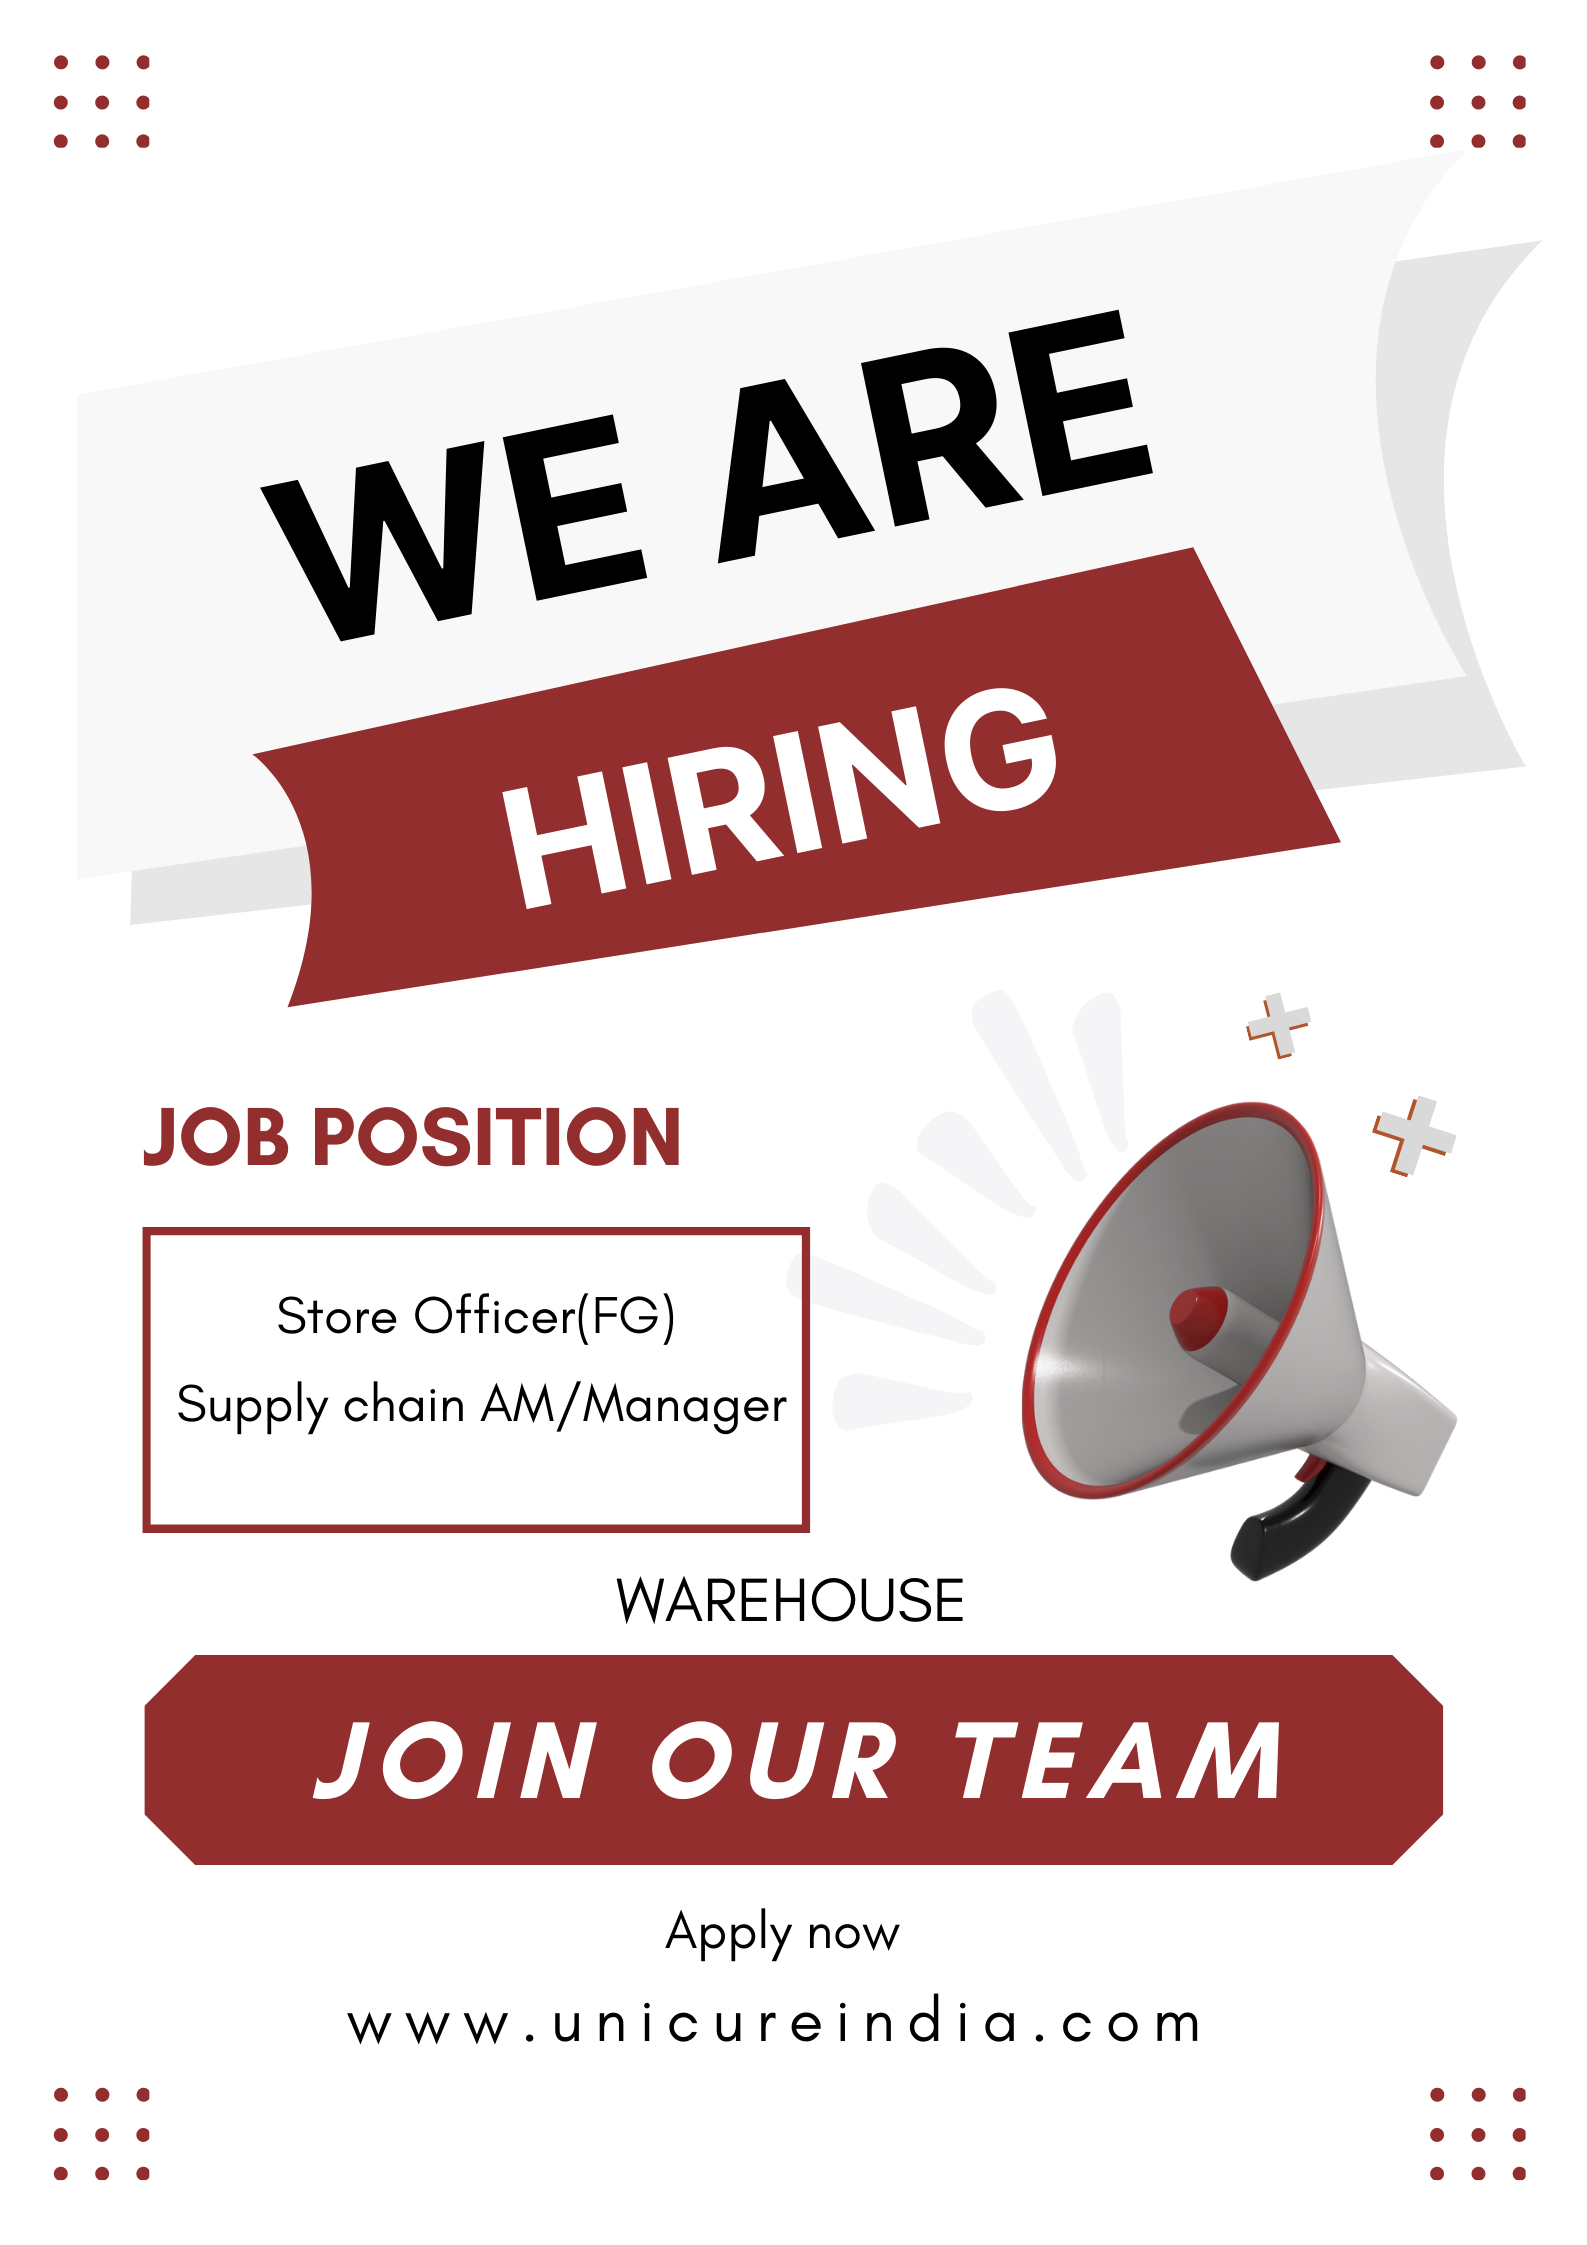 WE ARE
HIRING
JOB POSITION
Store Officer(FG)
Supply chain AM/Manager
WAREHOUSE
JOIN OUR TEAM
Apply now
www.unicureindia.com